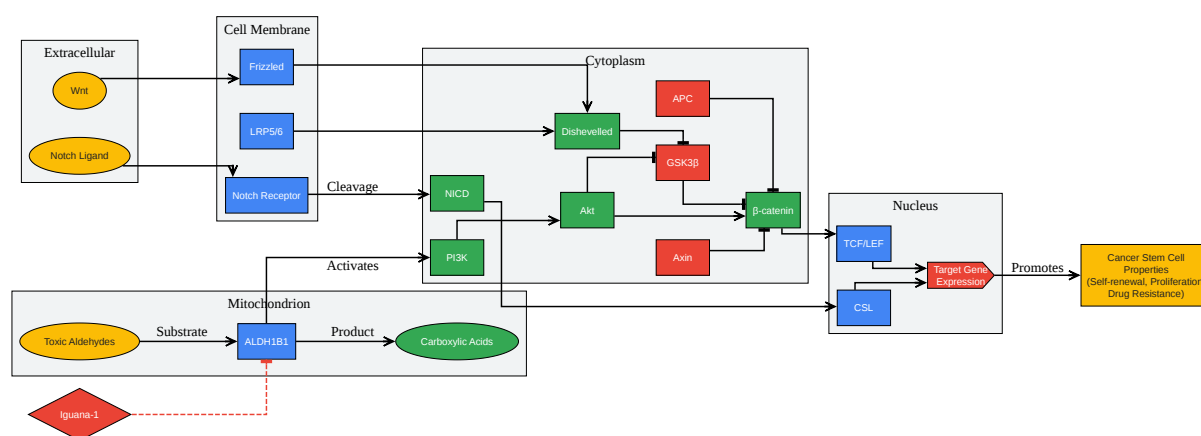 Extracellular
Wnt
Notch Ligand
Cell Membrane
Frizzled
LRP5/6
Notch Receptor
Cleavage
Activates
Cytoplasm
APC
Dishevelled
GSK3β
NICD
Akt
β-catenin
PI3K
Axin
Nucleus
TCF/LEF
Target Gene
Expression
CSL
Promotes
Cancer Stem Cell
Properties
(Self-renewal, Proliferation,
Drug Resistance)
Mitochondrion
Toxic Aldehydes
Substrate
ALDH1B1
Product
Carboxylic Acids
Iguana-1